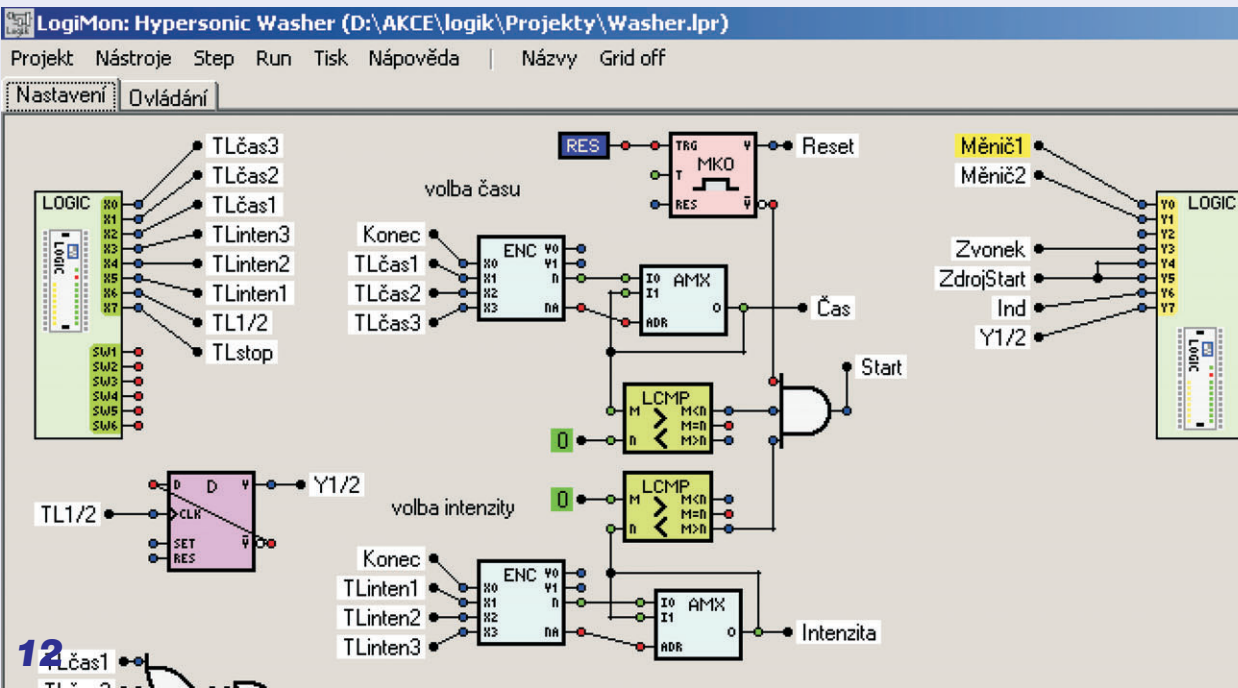 LogiMon: Hypersonic Washer (D:\AKCE\logik\Projekty\Washer.lpr)
Projekt Nástroje Step Run Tisk Nápověda | Názvy Grid off
Nastavení Ovládání
LOGIC
X0
X1
X2
X3
X4
X5
X6
X7
SW1
SW2
SW3
SW4
SW5
SW6
LOGIC
TLčas3
TLčas2
TLčas1
TLinten3
TLinten2
TLinten1
TL1/2
TLstop
RES
TRG Y
MKO
T
RES Y
Reset
volba času
Konec
TLčas1
TLčas2
TLčas3
ENC Y0
X0 Y1
X1 n
X2
X3 nA
I0 AMX
I1
O
ADR
Čas
LCMP
M M<n
M=n
n M>n
0
Start
Měnič1
Měnič2
Zvonek
ZdrojStart
Ind
Y1/2
Y0 LOGIC
Y1
Y2
Y3
Y4
Y5
Y6
Y7
LOGIC
TL1/2
D D Y
CLK
SET Y
RES
Y1/2
volba intenzity
0
LCMP
M M<n
M=n
n M>n
Konec
TLinten1
TLinten2
TLinten3
ENC Y0
X0 Y1
X1 n
X2
X3 nA
I0 AMX
I1
O
ADR
Intenzita
12
TLčas1